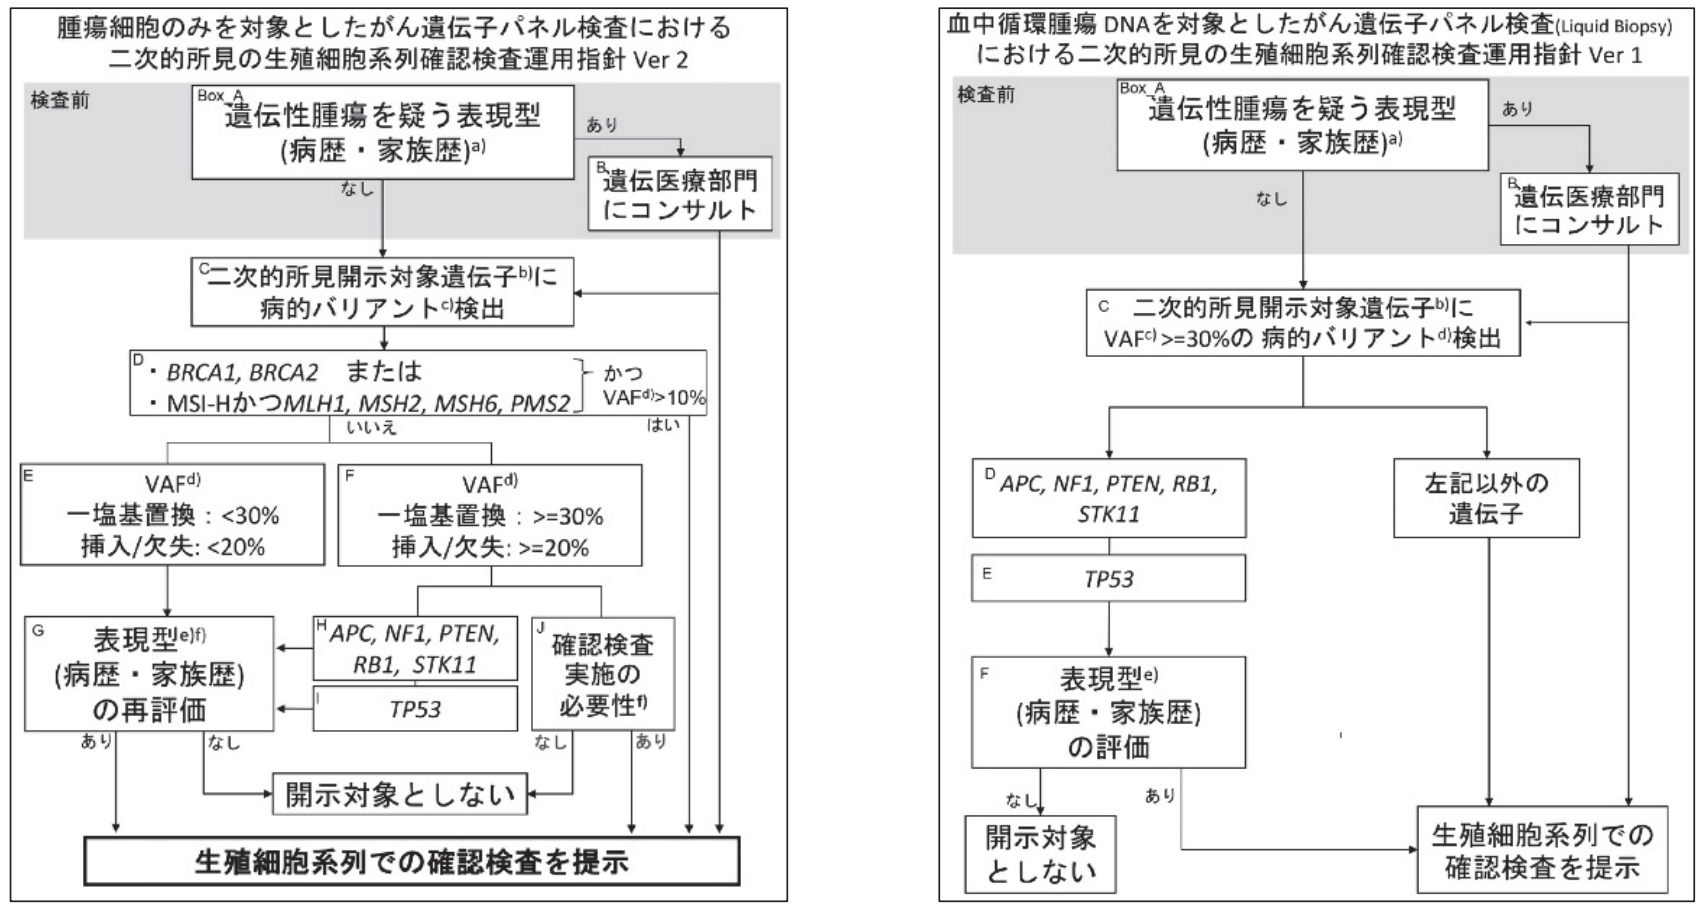 腫瘍細胞のみを対象としたがん遺伝子パネル検査における
二次的所見の生殖細胞系列確認検査運用指針 Ver 2
検査前
Box_A
遺伝性腫瘍を疑う表現型
(病歴・家族歴)a)
あり
なし
B
遺伝医療部門
にコンサルト
C二次的所見開示対象遺伝子b)に
病的バリアントc)検出
D
・BRCA1, BRCA2 または
・MSI-HかつMLH1, MSH2, MSH6, PMS2
かつ
VAFd)>10%
いいえ
はい
E
VAFd)
一塩基置換：<30%
挿入/欠失: <20%
F
VAFd)
一塩基置換：>=30%
挿入/欠失: >=20%
G
表現型e)f)
(病歴・家族歴)
の再評価
H
APC, NF1, PTEN,
RB1, STK11
I
TP53
J
確認検査
実施の
必要性f)
あり
なし
なし
あり
開示対象としない
生殖細胞系列での確認検査を提示
血中循環腫瘍 DNAを対象としたがん遺伝子パネル検査(Liquid Biopsy)
における二次的所見の生殖細胞系列確認検査運用指針 Ver 1
検査前
Box_A
遺伝性腫瘍を疑う表現型
(病歴・家族歴)a)
あり
なし
B
遺伝医療部門
にコンサルト
C 二次的所見開示対象遺伝子b)に
VAFc) >=30%の 病的バリアントd)検出
D
APC, NF1, PTEN, RB1,
STK11
左記以外の
遺伝子
E
TP53
F
表現型e)
(病歴・家族歴)
の評価
なし
あり
開示対象
としない
生殖細胞系列での
確認検査を提示